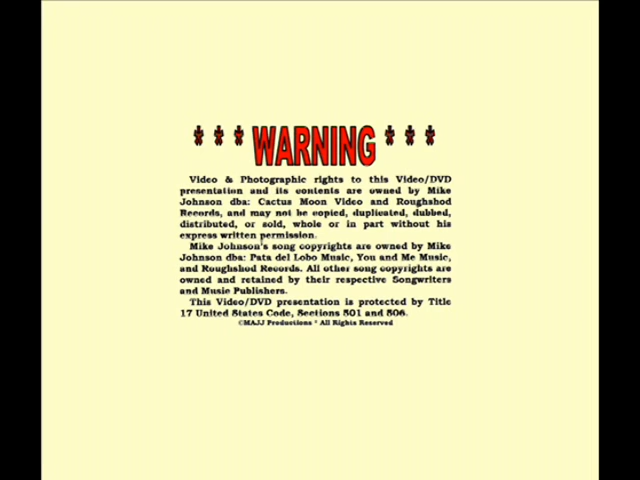 * * * WARNING * * *
Video & Photographic rights to this Video/DVD
presentation and its contents are owned by Mike
Johnson dba: Cactus Moon Video and Roughshod
Records, and may not be copied, duplicated, dubbed,
distributed, or sold, whole or in part without his
express written permission.
Mike Johnson's song copyrights are owned by Mike
Johnson dba: Pata del Lobo Music, You and Me Music,
and Roughshod Records. All other song copyrights are
owned and retained by their respective Songwriters
and Music Publishers.
This Video/DVD presentation is protected by Title
17 United States Code, Sections 501 and 506.
©MAJJ Productions * All Rights Reserved